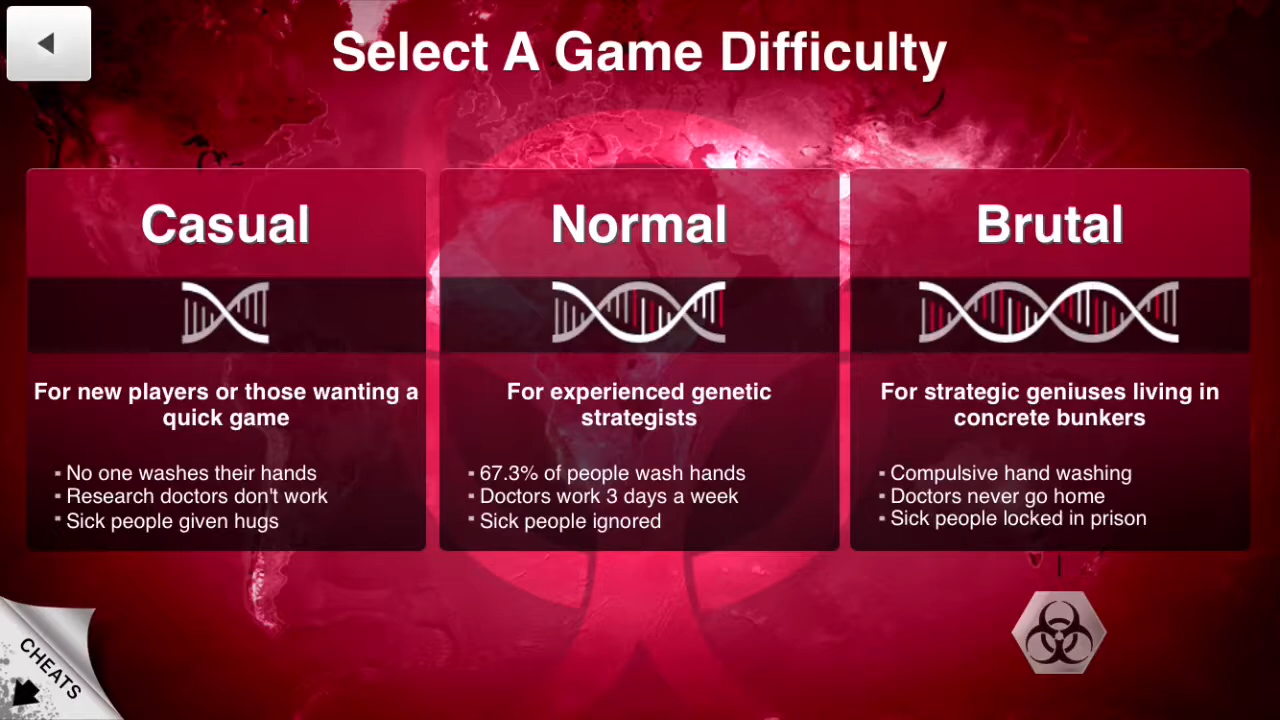 Select A Game Difficulty
Casual
For new players or those wanting a
quick game
▪ No one washes their hands
▪ Research doctors don't work
▪ Sick people given hugs
Normal
For experienced genetic
strategists
▪ 67.3% of people wash hands
▪ Doctors work 3 days a week
▪ Sick people ignored
Brutal
For strategic geniuses living in
concrete bunkers
▪ Compulsive hand washing
▪ Doctors never go home
▪ Sick people locked in prison
CHEATS